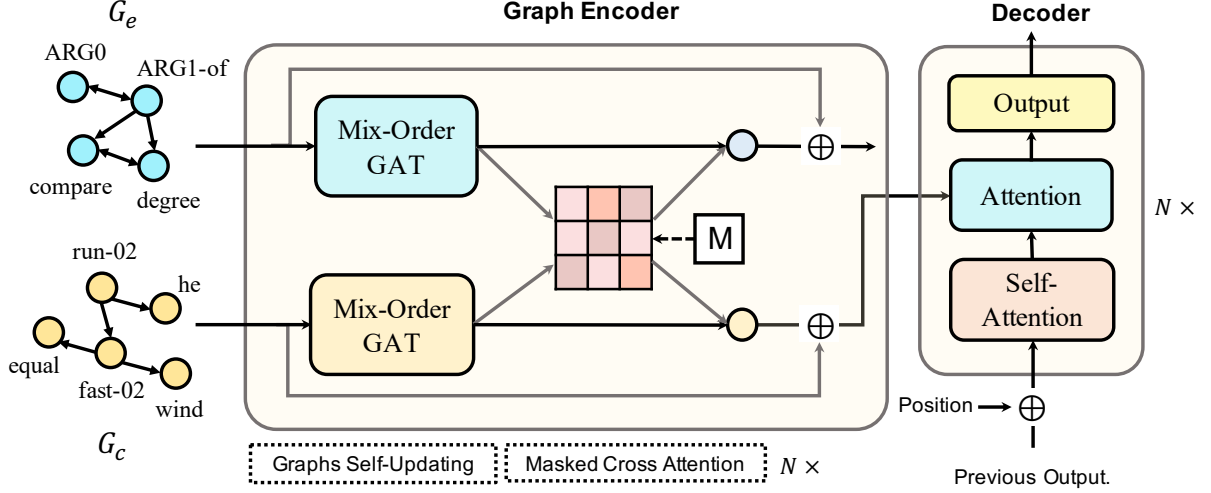 Graph Encoder
Decoder
G_e
ARG0
ARG1-of
compare
degree
Mix-Order
GAT
M
run-02
he
equal
fast-02
wind
G_c
Mix-Order
GAT
Graphs Self-Updating
Masked Cross Attention
N ×
Output
Attention
N ×
Self-
Attention
Position
Previous Output.